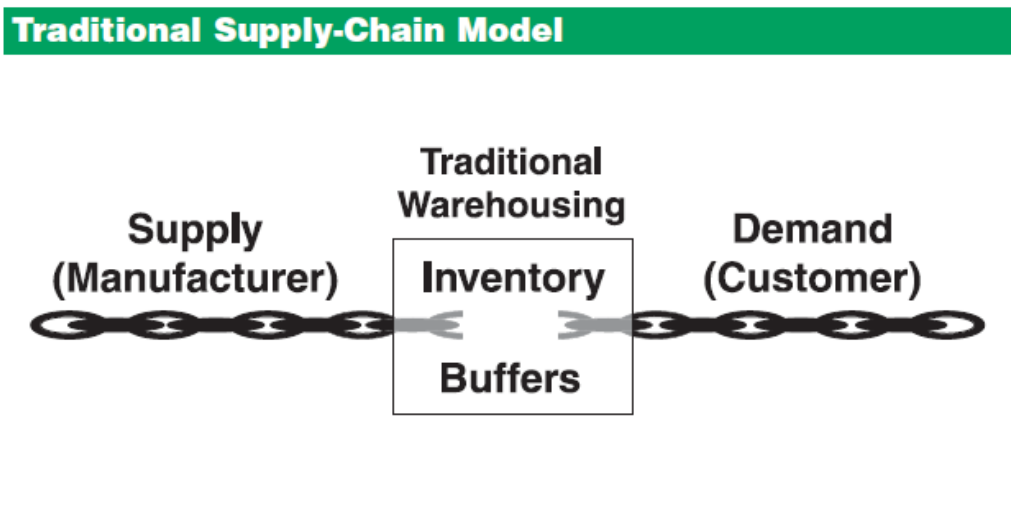 Traditional Supply-Chain Model
Traditional
Warehousing
Supply
(Manufacturer)
Inventory
Buffers
Demand
(Customer)